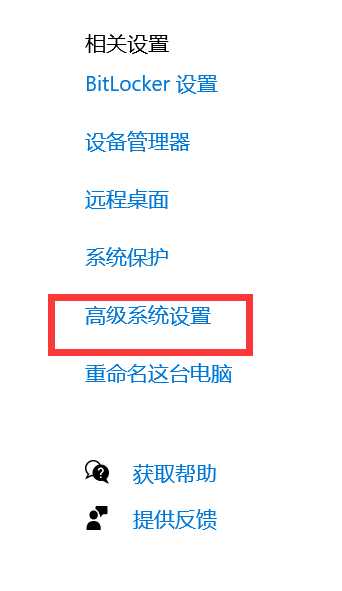 相关设置
BitLocker 设置
设备管理器
远程桌面
系统保护
高级系统设置
重命名这台电脑
获取帮助
提供反馈